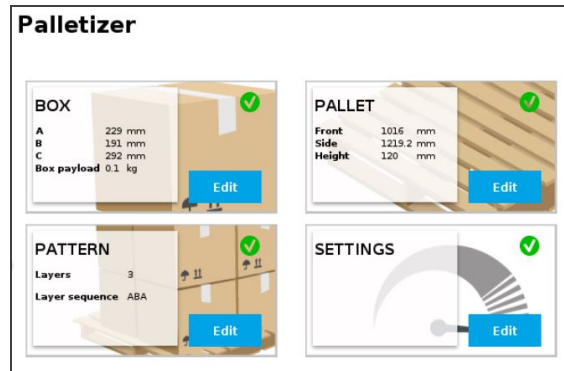 Palletizer
BOX
A 229 mm
B 191 mm
C 292 mm
Box payload 0.1 kg
Edit
PALLET
Front 1016 mm
Side 1219.2 mm
Height 120 mm
Edit
PATTERN
Layers 3
Layer sequence ABA
Edit
SETTINGS
Edit